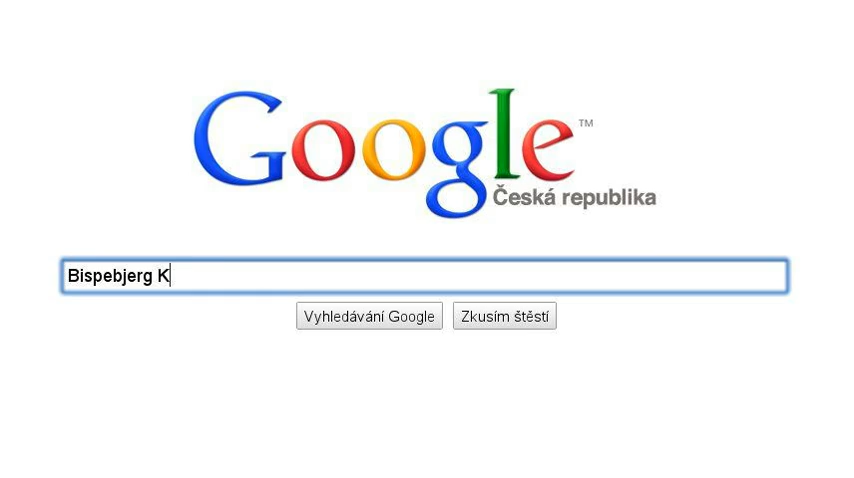 Google™
Česká republika
Bispebjerg K
Vyhledávání Google
Zkusím štěstí